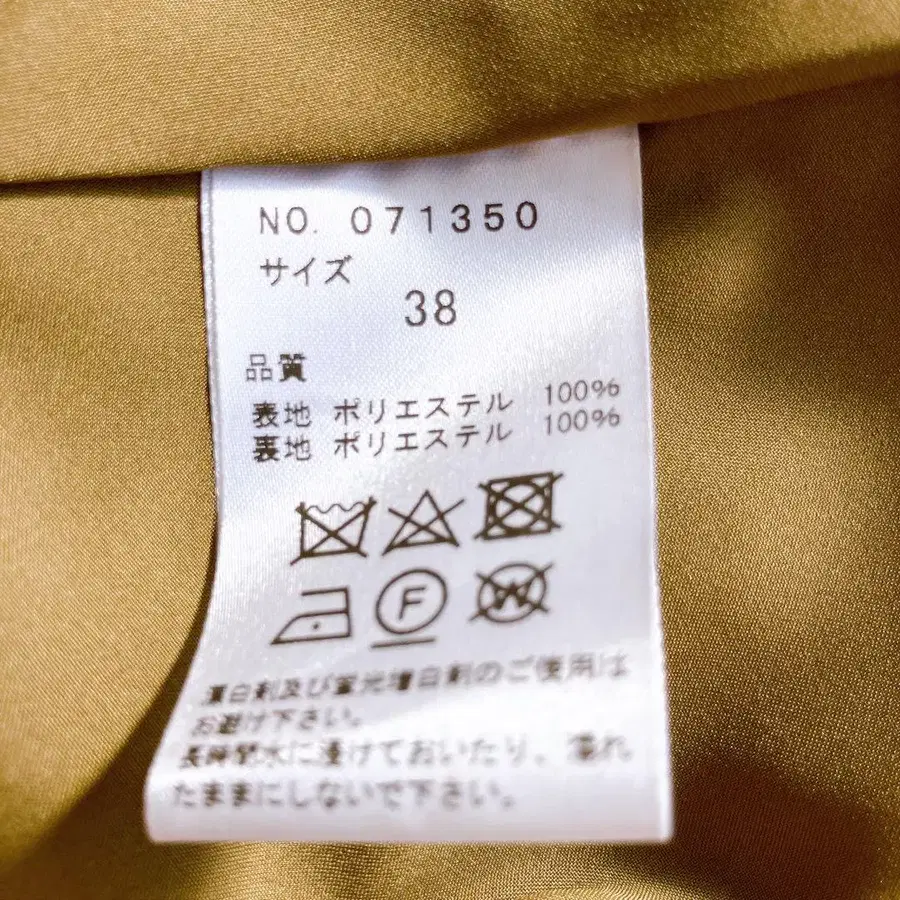 NO. 071350
サイズ
38
品質
表地 ポリエステル 100%
裏地 ポリエステル 100%
F
W
漂白剤及び蛍光増白剤のご使用は
お避け下さい。
長時間水に浸けておいたり、濡れ
たままにしないで下さい。